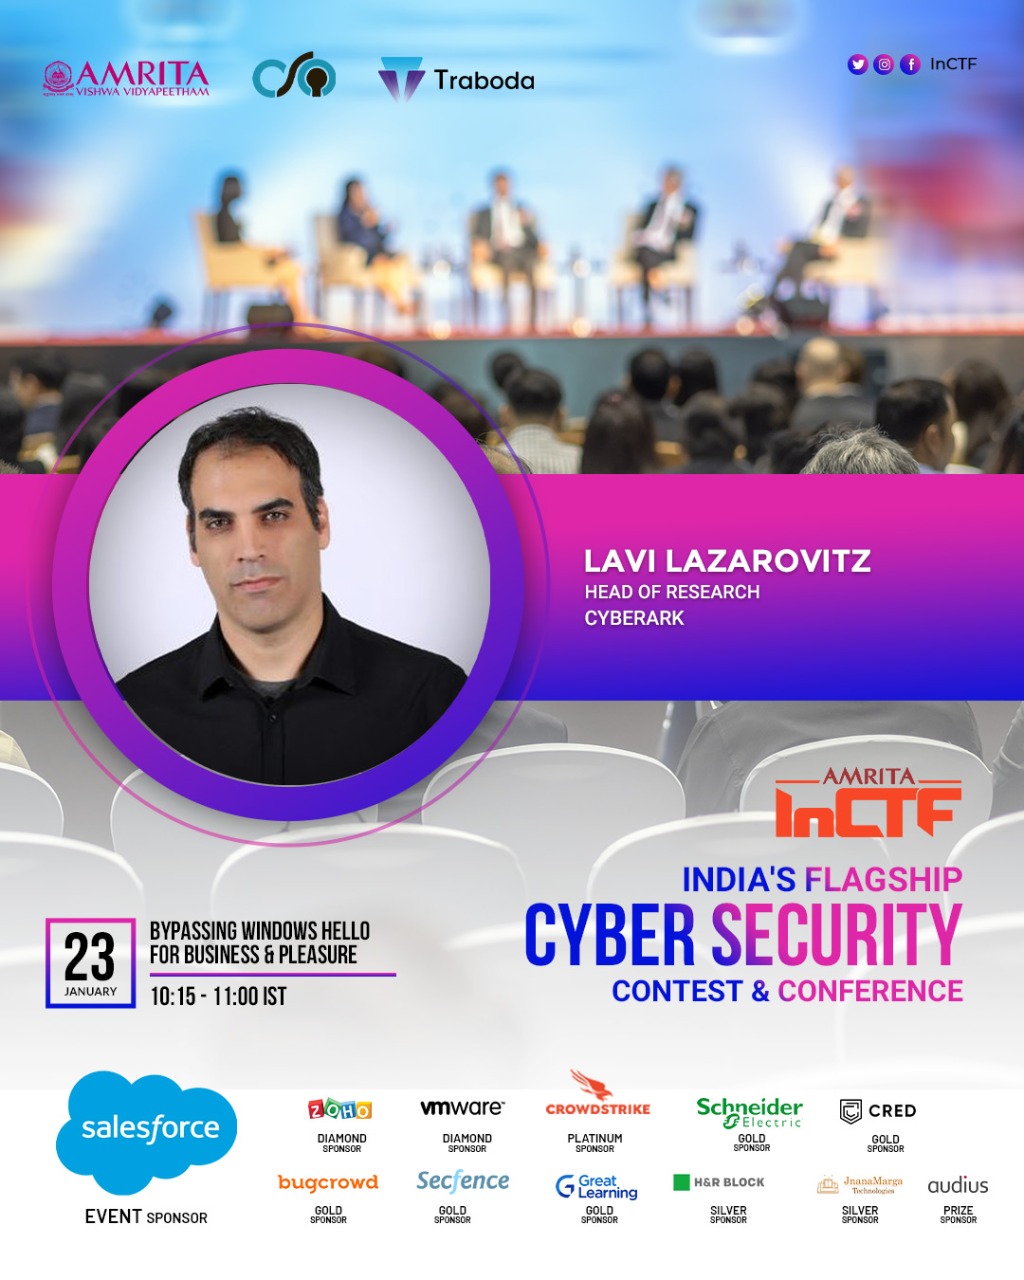 AMRITA
VISHWA VIDYAPEETHAM
Traboda
InCTF
LAVI LAZAROVITZ
HEAD OF RESEARCH
CYBERARK
AMRITA
InCTF
INDIA'S FLAGSHIP
CYBER SECURITY
CONTEST & CONFERENCE
23
JANUARY
BYPASSING WINDOWS HELLO
FOR BUSINESS & PLEASURE
10:15 - 11:00 IST
salesforce
EVENT SPONSOR
ZOHO
DIAMOND
SPONSOR
vmware
DIAMOND
SPONSOR
CROWDSTRIKE
PLATINUM
SPONSOR
Schneider
Electric
GOLD
SPONSOR
CRED
GOLD
SPONSOR
bugcrowd
GOLD
SPONSOR
Secfence
GOLD
SPONSOR
Great
Learning
GOLD
SPONSOR
H&R BLOCK
SILVER
SPONSOR
JnanaMarga
Technologies
SILVER
SPONSOR
audius
PRIZE
SPONSOR